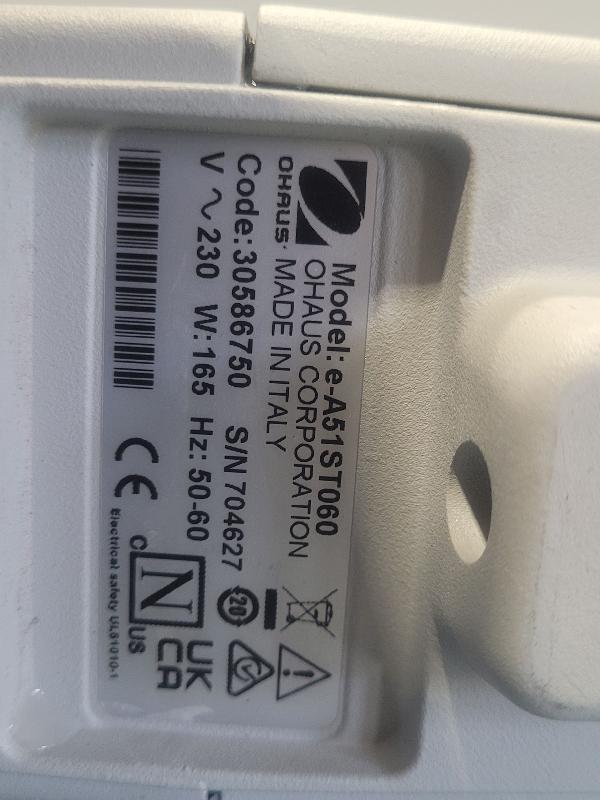 OHAUS
Model: e-A51ST060
OHAUS CORPORATION
MADE IN ITALY
Code:30586750 S/N 704627
V ∿ 230 W:165 Hz: 50-60
20
CE
c N US
UK
CA
Electrical safety UL61010-1